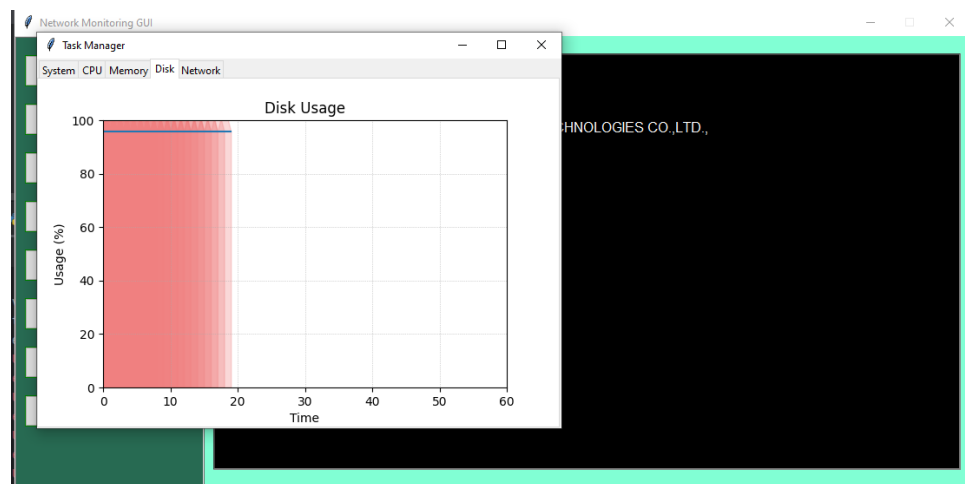 Network Monitoring GUI
Task Manager
System CPU Memory Disk Network
Disk Usage
100
80
60
40
20
0
Usage (%)
0 10 20 30 40 50 60
Time
HNOLOGIES CO.,LTD.,